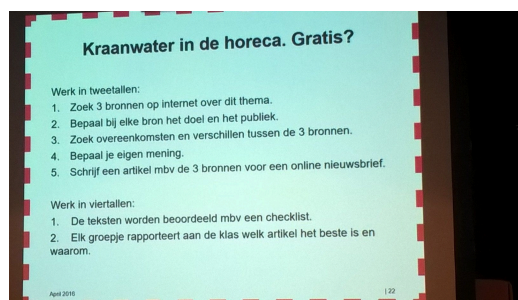 Kraanwater in de horeca. Gratis?
Werk in tweetallen:
1. Zoek 3 bronnen op internet over dit thema.
2. Bepaal bij elke bron het doel en het publiek.
3. Zoek overeenkomsten en verschillen tussen de 3 bronnen.
4. Bepaal je eigen mening.
5. Schrijf een artikel mbv de 3 bronnen voor een online nieuwsbrief.
Werk in viertallen:
1. De teksten worden beoordeeld mbv een checklist.
2. Elk groepje rapporteert aan de klas welk artikel het beste is en
waarom.
April 2016 | 22